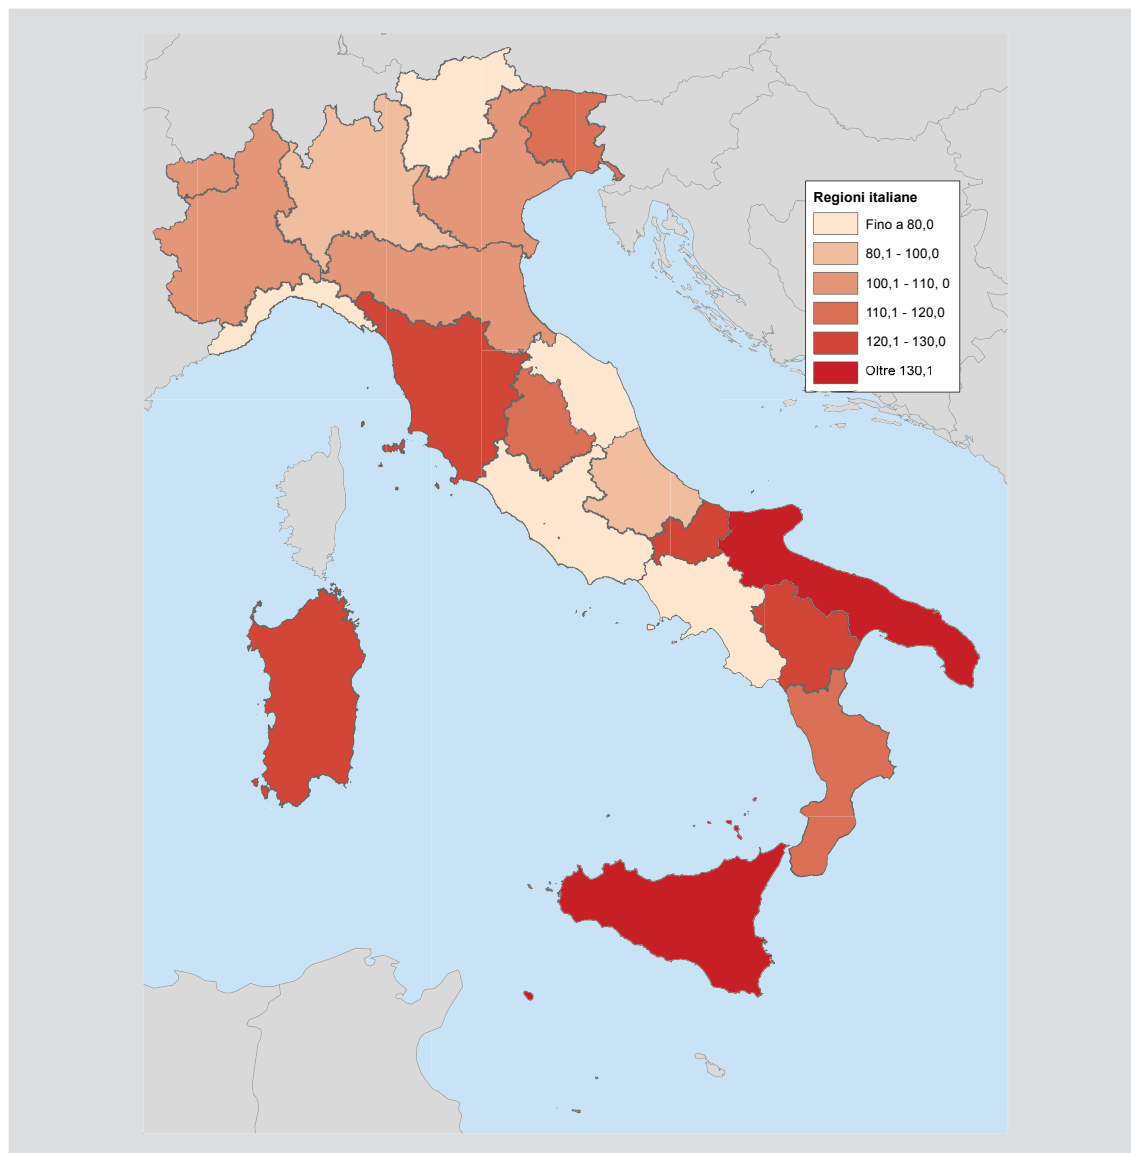 Regioni italiane
Fino a 80,0
80,1 - 100,0
100,1 - 110, 0
110,1 - 120,0
120,1 - 130,0
Oltre 130,1